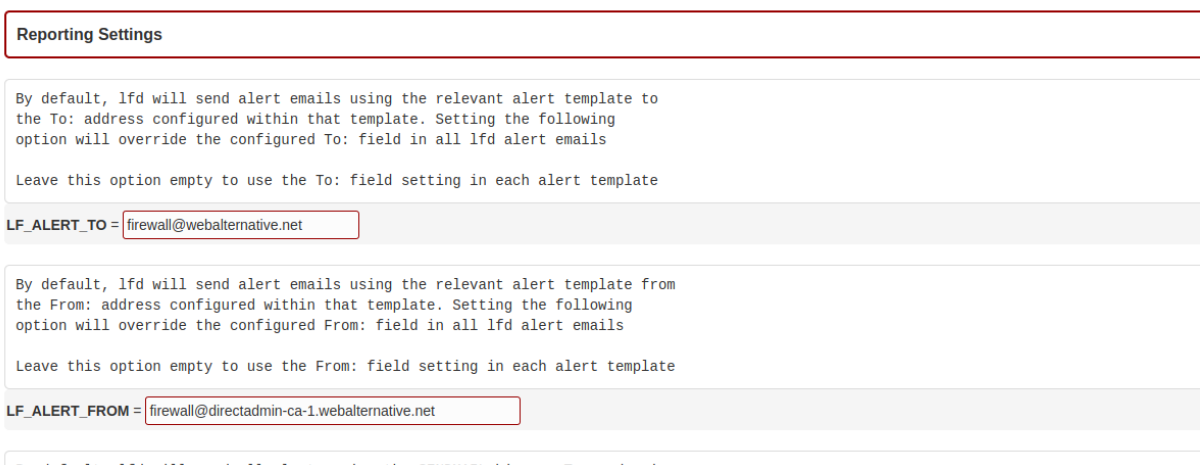 Reporting Settings
By default, lfd will send alert emails using the relevant alert template to
the To: address configured within that template. Setting the following
option will override the configured To: field in all lfd alert emails
Leave this option empty to use the To: field setting in each alert template
LF_ALERT_TO = firewall@webalternative.net
By default, lfd will send alert emails using the relevant alert template from
the From: address configured within that template. Setting the following
option will override the configured From: field in all lfd alert emails
Leave this option empty to use the From: field setting in each alert template
LF_ALERT_FROM = firewall@directadmin-ca-1.webalternative.net